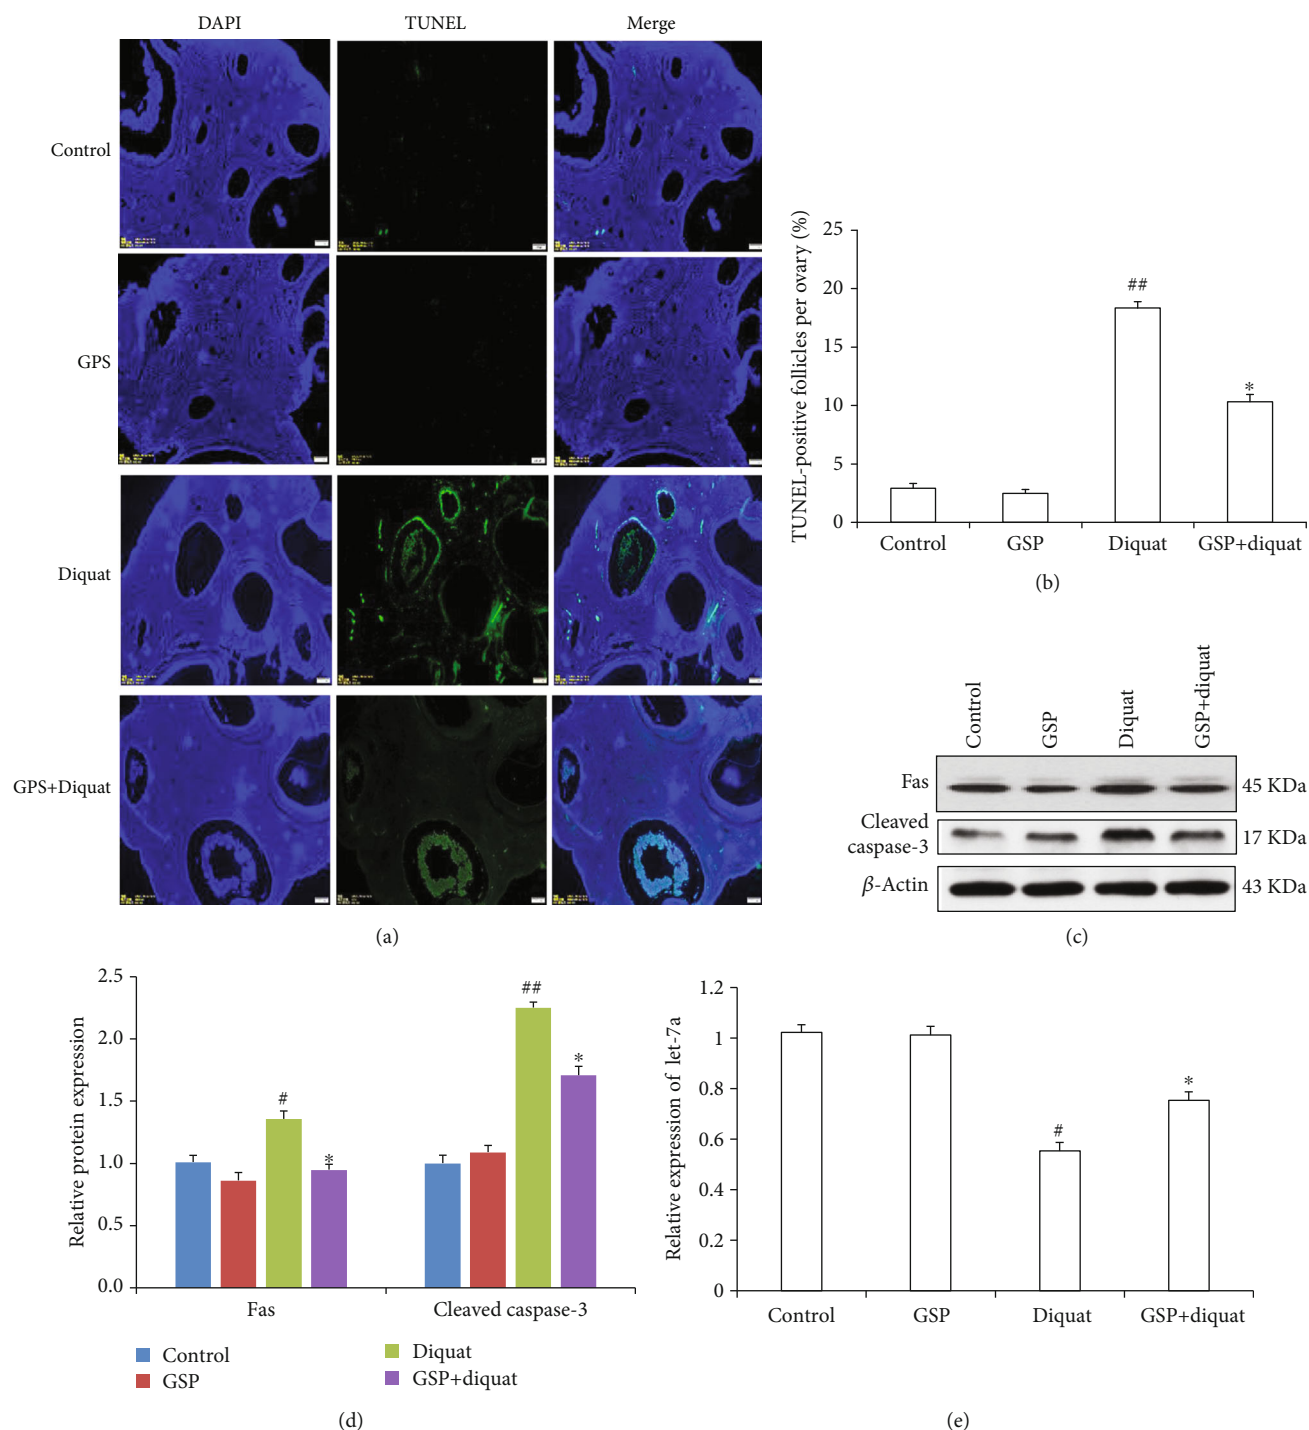 DAPI
TUNEL
Merge
Control
GPS
Diquat
GPS+Diquat
(a)
TUNEL-positive follicles per ovary (%)
25
20
15
10
5
0
##
*
Control
GSP
Diquat
GSP+diquat
(b)
Control
GSP
Diquat
GSP+diquat
Fas
45 KDa
Cleaved
caspase-3
17 KDa
β-Actin
43 KDa
(c)
Relative protein expression
2.5
2.0
1.5
1.0
0.5
0.0
#
*
##
*
Fas
Cleaved caspase-3
Control
GSP
Diquat
GSP+diquat
(d)
Relative expression of let-7a
1.2
1
0.8
0.6
0.4
0.2
0
#
*
Control
GSP
Diquat
GSP+diquat
(e)